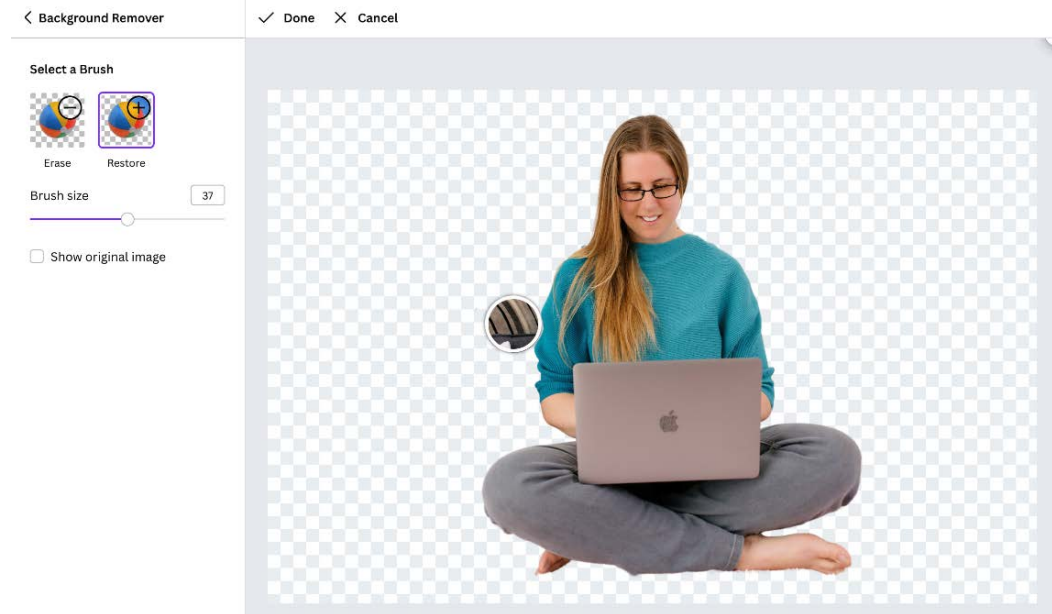 Background Remover
Done
Cancel
Select a Brush
Erase
Restore
Brush size
37
Show original image